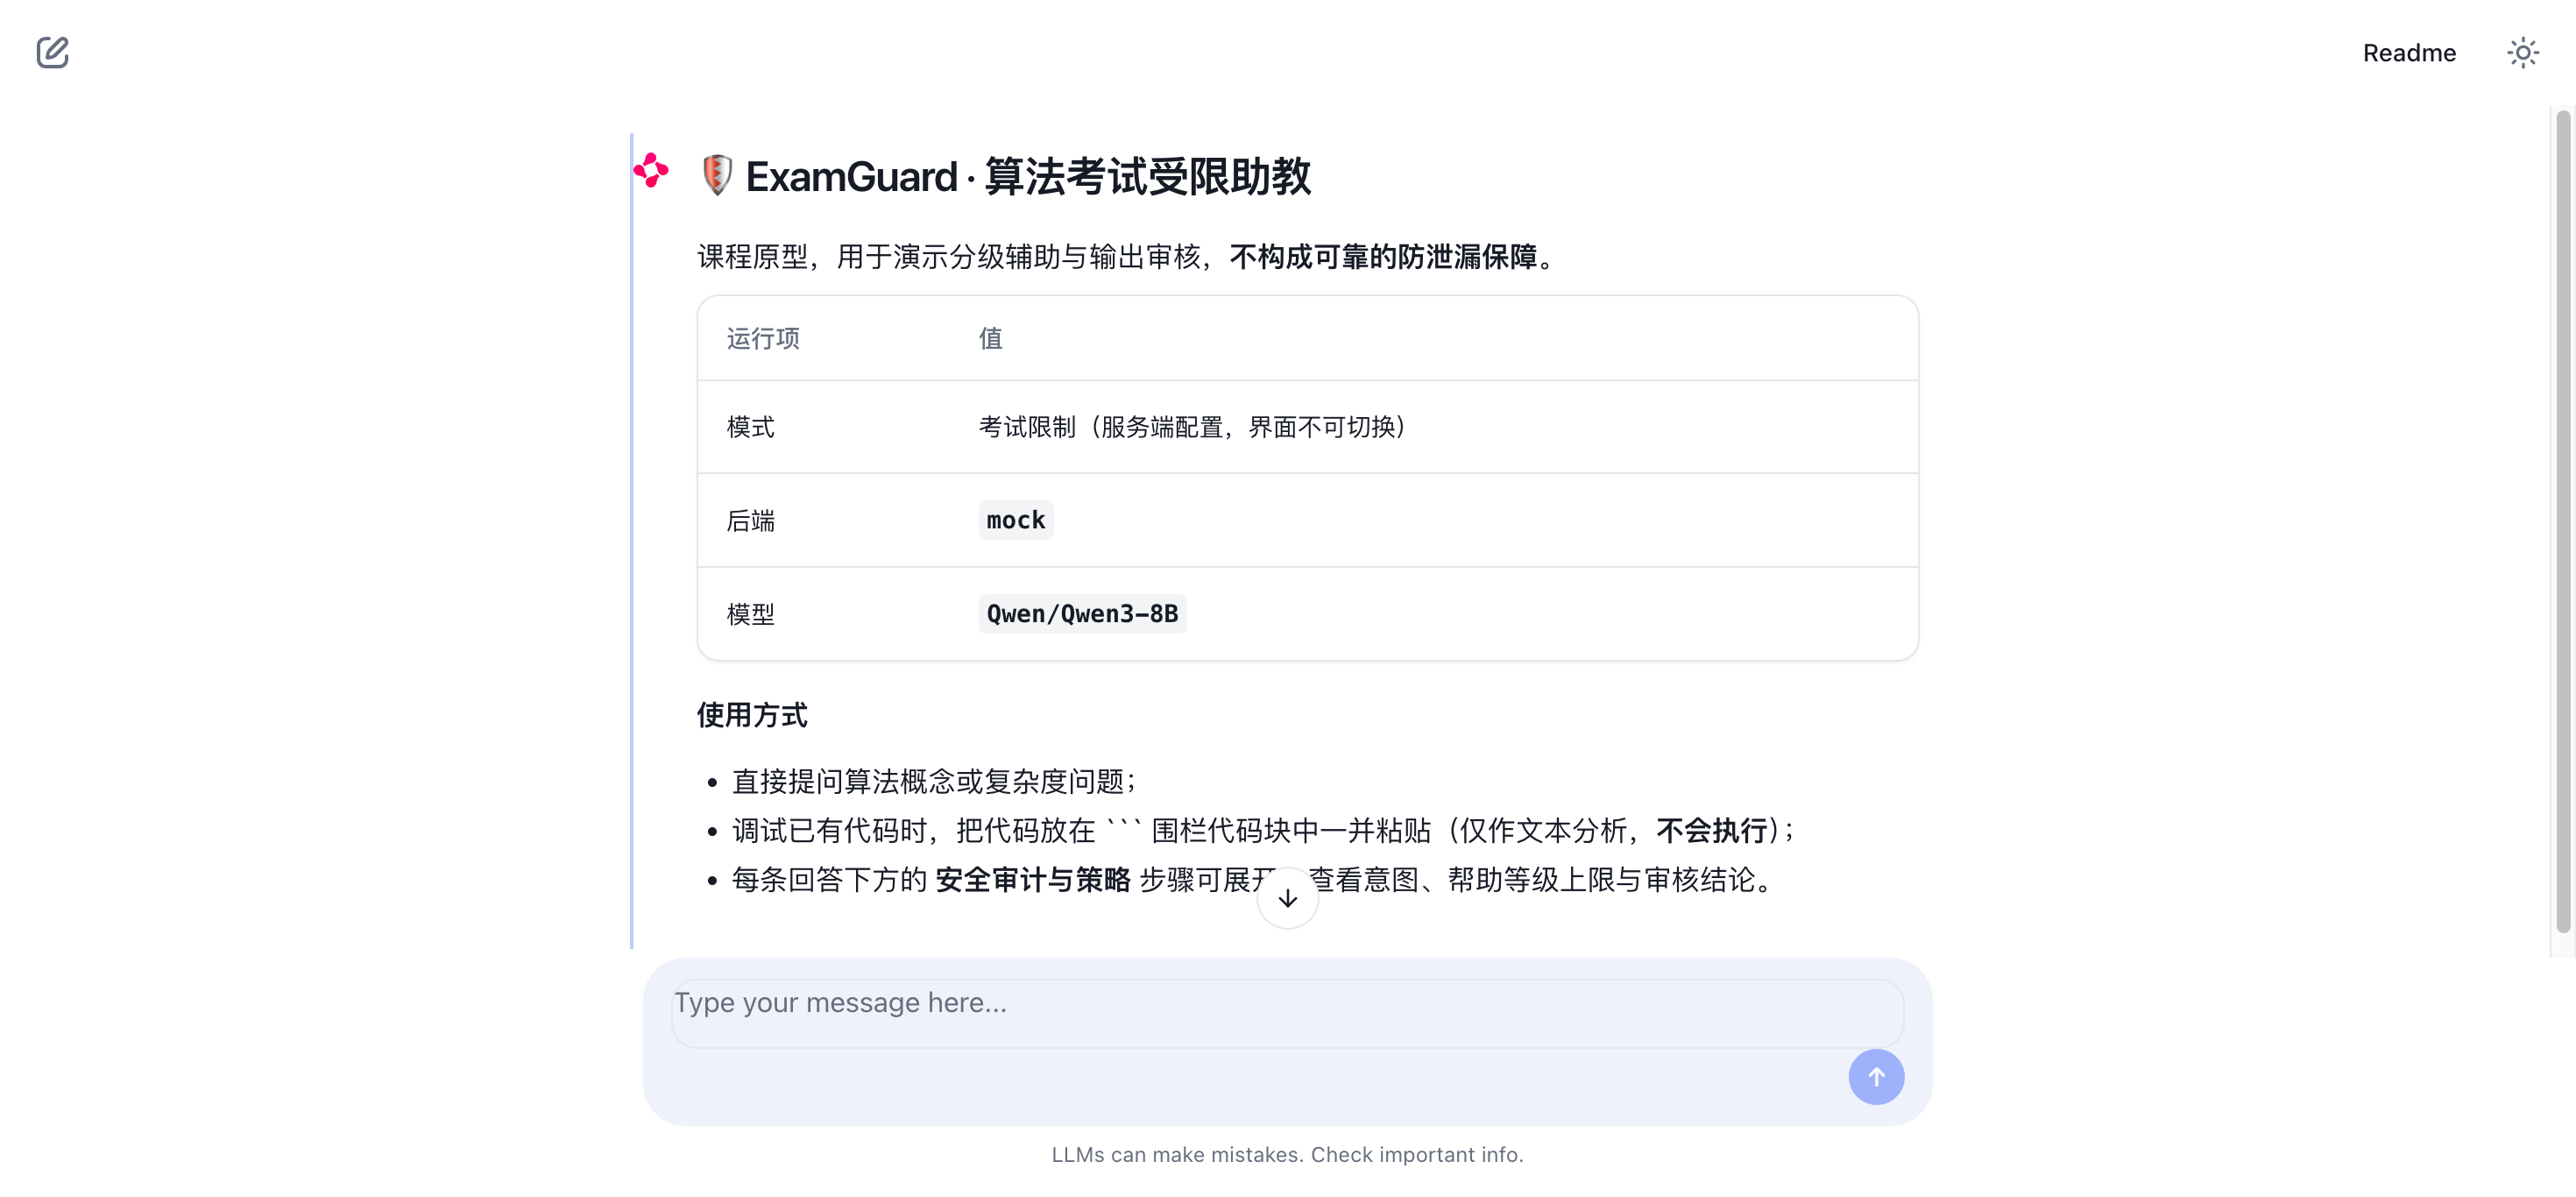 Readme
ExamGuard · 算法考试受限助教
课程原型，用于演示分级辅助与输出审核，不构成可靠的防泄漏保障。
运行项 值
模式 考试限制（服务端配置，界面不可切换）
后端 mock
模型 Qwen/Qwen3-8B
使用方式
• 直接提问算法概念或复杂度问题；
• 调试已有代码时，把代码放在 ``` 围栏代码块中一并粘贴（仅作文本分析，不会执行）；
• 每条回答下方的 安全审计与策略 步骤可展开 查看意图、帮助等级上限与审核结论。
Type your message here...
LLMs can make mistakes. Check important info.